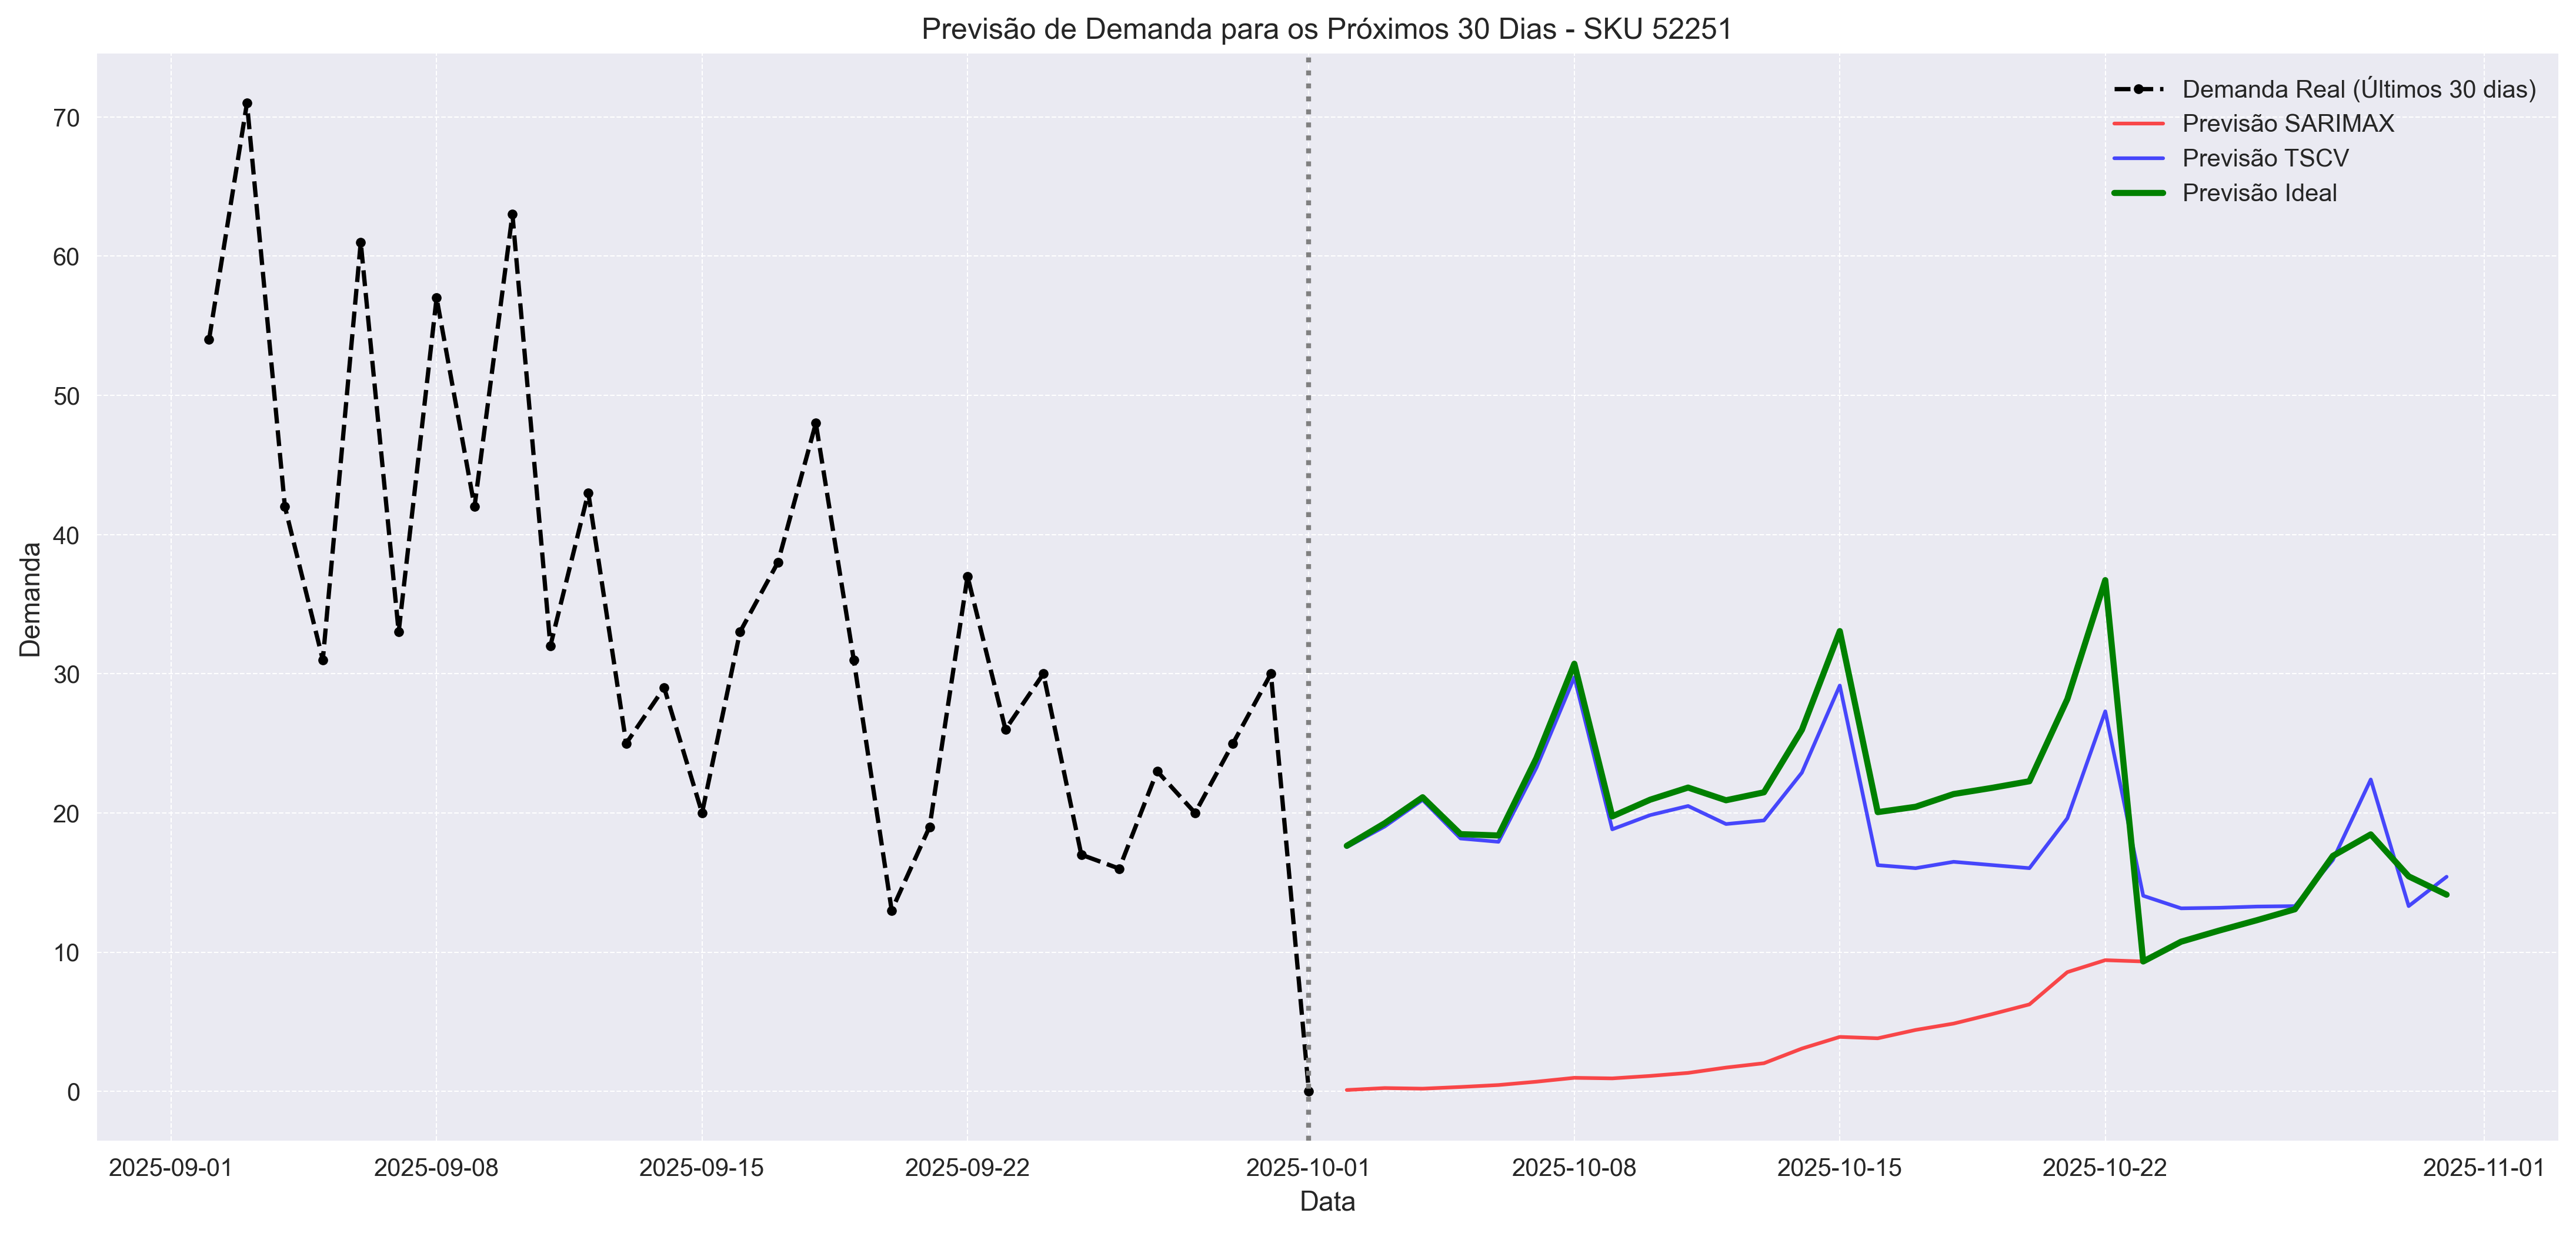 Previsão de Demanda para os Próximos 30 Dias - SKU 52251
Demanda Real (Últimos 30 dias)
Previsão SARIMAX
Previsão TSCV
Previsão Ideal
Demanda
70
60
50
40
30
20
10
0
2025-09-01
2025-09-08
2025-09-15
2025-09-22
2025-10-01
2025-10-08
2025-10-15
2025-10-22
2025-11-01
Data